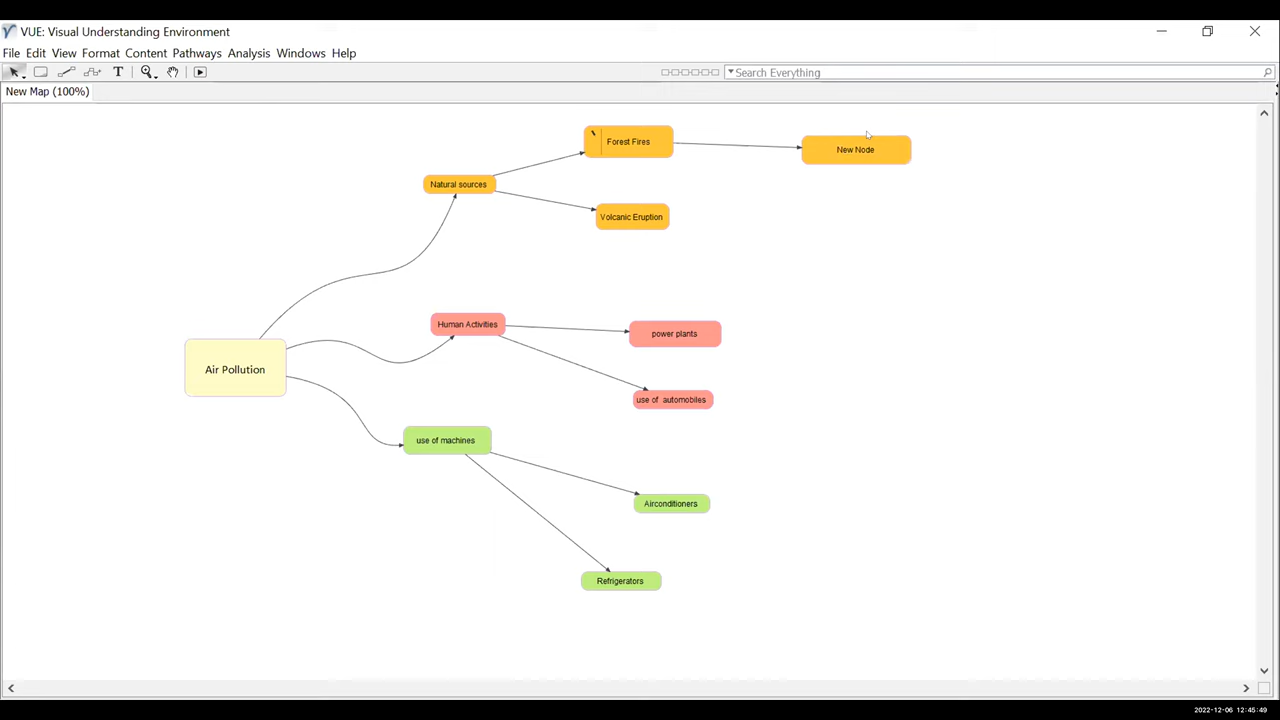 VUE: Visual Understanding Environment
File Edit View Format Content Pathways Analysis Windows Help
T Search Everything
New Map (100%)
Forest Fires
New Node
Natural sources
Volcanic Eruption
Human Activities
power plants
Air Pollution
use of automobiles
use of machines
Airconditioners
Refrigerators
2022-12-06 12:45:49